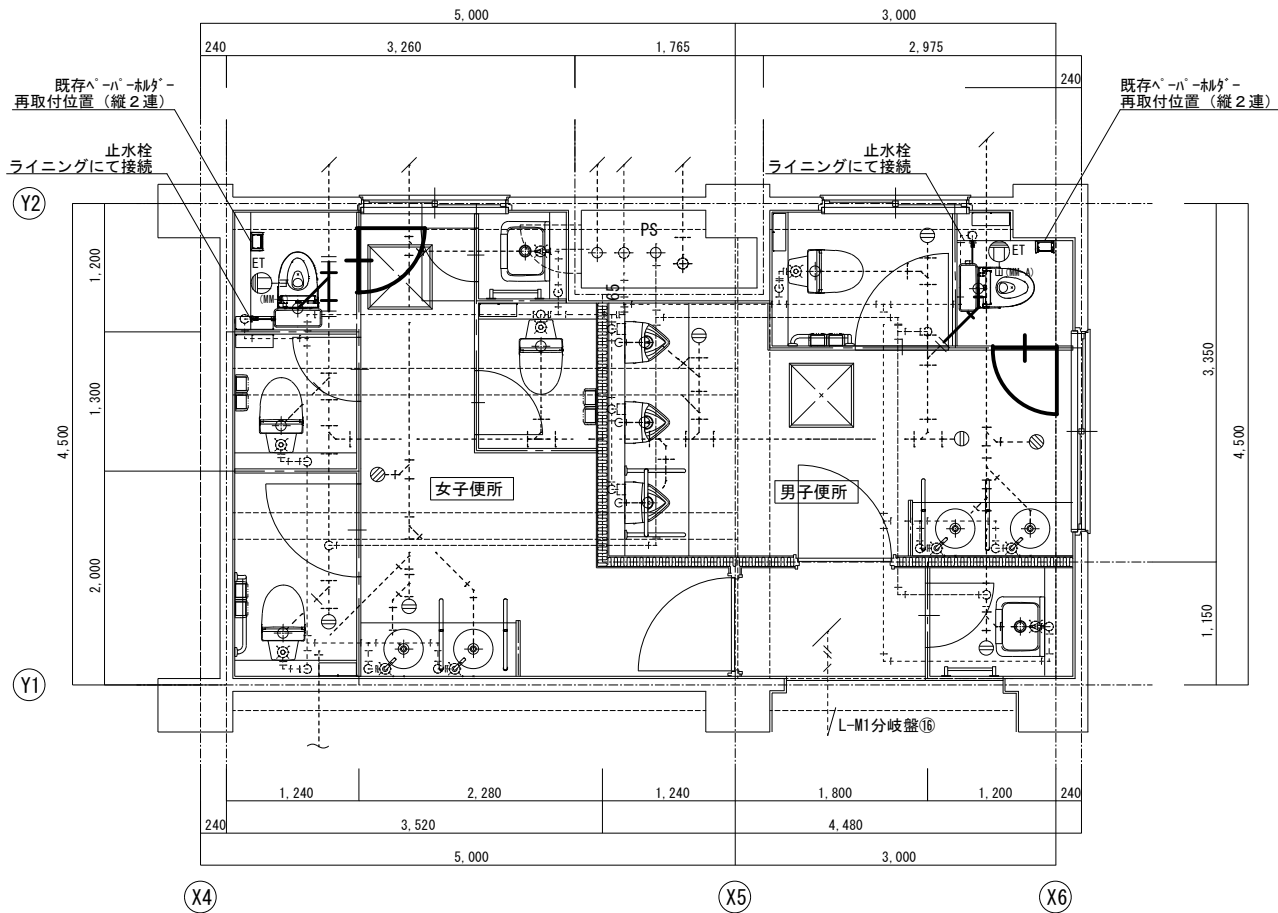 5,000
3,000
240
3,260
1,765
2,975
240
既存ﾍﾟｰﾊﾟｰﾎﾙﾀﾞｰ
再取付位置（縦２連）
既存ﾍﾟｰﾊﾟｰﾎﾙﾀﾞｰ
再取付位置（縦２連）
止水栓
ライニングにて接続
止水栓
ライニングにて接続
Y2
PS
ET
ET
65
1,200
1,300
2,000
4,500
3,350
1,150
4,500
女子便所
男子便所
Y1
L-M1分岐盤⑯
1,240
2,280
1,240
1,800
1,200
240
240
3,520
4,480
5,000
3,000
X4
X5
X6